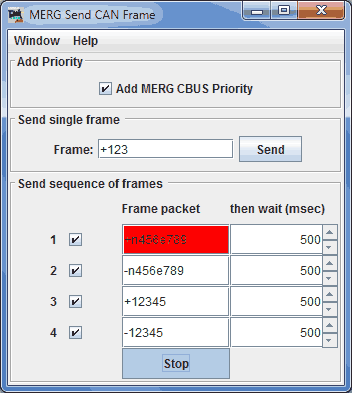 MERG Send CAN Frame
Window Help
Add Priority
Add MERG CBUS Priority
Send single frame
Frame: +123 Send
Send sequence of frames
Frame packet then wait (msec)
1 +n456e789 500
2 -n456e789 500
3 +12345 500
4 -12345 500
Stop